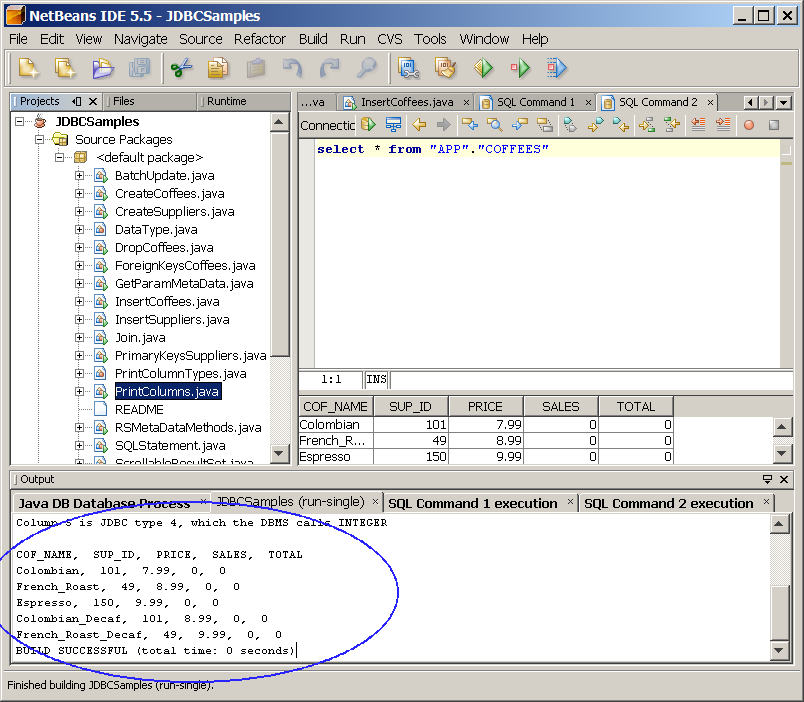 NetBeans IDE 5.5 - JDBCSamples
File Edit View Navigate Source Refactor Build Run CVS Tools Window Help
Projects Files Runtime
JDBCSamples
Source Packages
<default package>
BatchUpdate.java
CreateCoffees.java
CreateSuppliers.java
DataType.java
DropCoffees.java
ForeignKeysCoffees.java
GetParamMetaData.java
InsertCoffees.java
InsertSuppliers.java
Join.java
PrimaryKeysSuppliers.java
PrintColumnTypes.java
PrintColumns.java
README
RSMetaDataMethods.java
SQLStatement.java
ScrollableResultSet.java
...va InsertCoffees.java SQL Command 1 SQL Command 2
Connectic
select * from "APP"."COFFEES"
1:1 INS
COF_NAME SUP_ID PRICE SALES TOTAL
Colombian 101 7.99 0 0
French_R... 49 8.99 0 0
Espresso 150 9.99 0 0
Output
Java DB Database Process JDBCSamples (run-single) SQL Command 1 execution SQL Command 2 execution
Column 5 is JDBC type 4, which the DBMS calls INTEGER
COF_NAME, SUP_ID, PRICE, SALES, TOTAL
Colombian, 101, 7.99, 0, 0
French_Roast, 49, 8.99, 0, 0
Espresso, 150, 9.99, 0, 0
Colombian_Decaf, 101, 8.99, 0, 0
French_Roast_Decaf, 49, 9.99, 0, 0
BUILD SUCCESSFUL (total time: 0 seconds)
Finished building JDBCSamples (run-single).